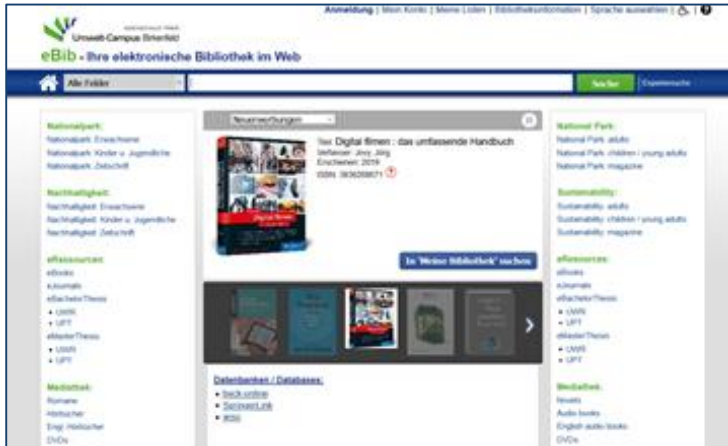 Anmeldung | Mein Konto | Meine Listen | Bibliotheksinformation | Sprache auswählen |
Umwelt-Campus Birkenfeld
eBib - Ihre elektronische Bibliothek im Web
Alle Felder
Suche
Expertensuche
Nationalpark:
Nationalpark: Erwachsene
Nationalpark: Kinder u. Jugendliche
Nationalpark: Zeitschrift
Nachhaltigkeit:
Nachhaltigkeit: Erwachsene
Nachhaltigkeit: Kinder u. Jugendliche
Nachhaltigkeit: Zeitschrift
eRessourcen:
eBooks
eJournals
eBachelorThesis
• UWR
• UPT
eMasterThesis
• UWR
• UPT
Mediathek:
Romane
Hörbücher
Engl. Hörbücher
DVDs
Neuerwerbungen
Titel: Digital filmen : das umfassende Handbuch
Verfasser: Jovy, Jörg
Erschienen: 2019
In 'Meine Bibliothek' suchen
Datenbanken / Databases:
• beck-online
• SpringerLink
National Park:
National Park: adults
National Park: children / young adults
National Park: magazine
Sustainability:
Sustainability: adults
Sustainability: children / young adults
Sustainability: magazine
eResources:
eBooks
eJournals
eBachelorThesis
• UWR
• UPT
eMasterThesis
• UWR
• UPT
Mediathek:
Novels
Audio books
English audio books
DVDs